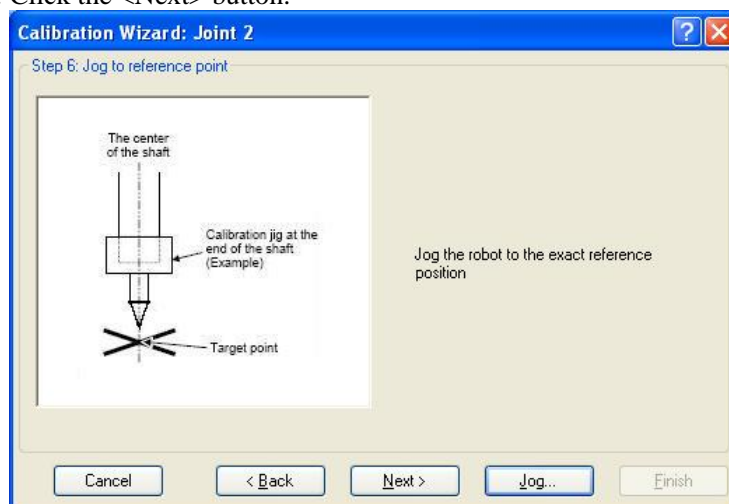 Click the <Next> button.
Calibration Wizard: Joint 2
Step 6: Jog to reference point
The center
of the shaft
Calibration jig at the
end of the shaft
(Example)
Target point
Jog the robot to the exact reference
position
Cancel
< Back
Next >
Jog...
Finish